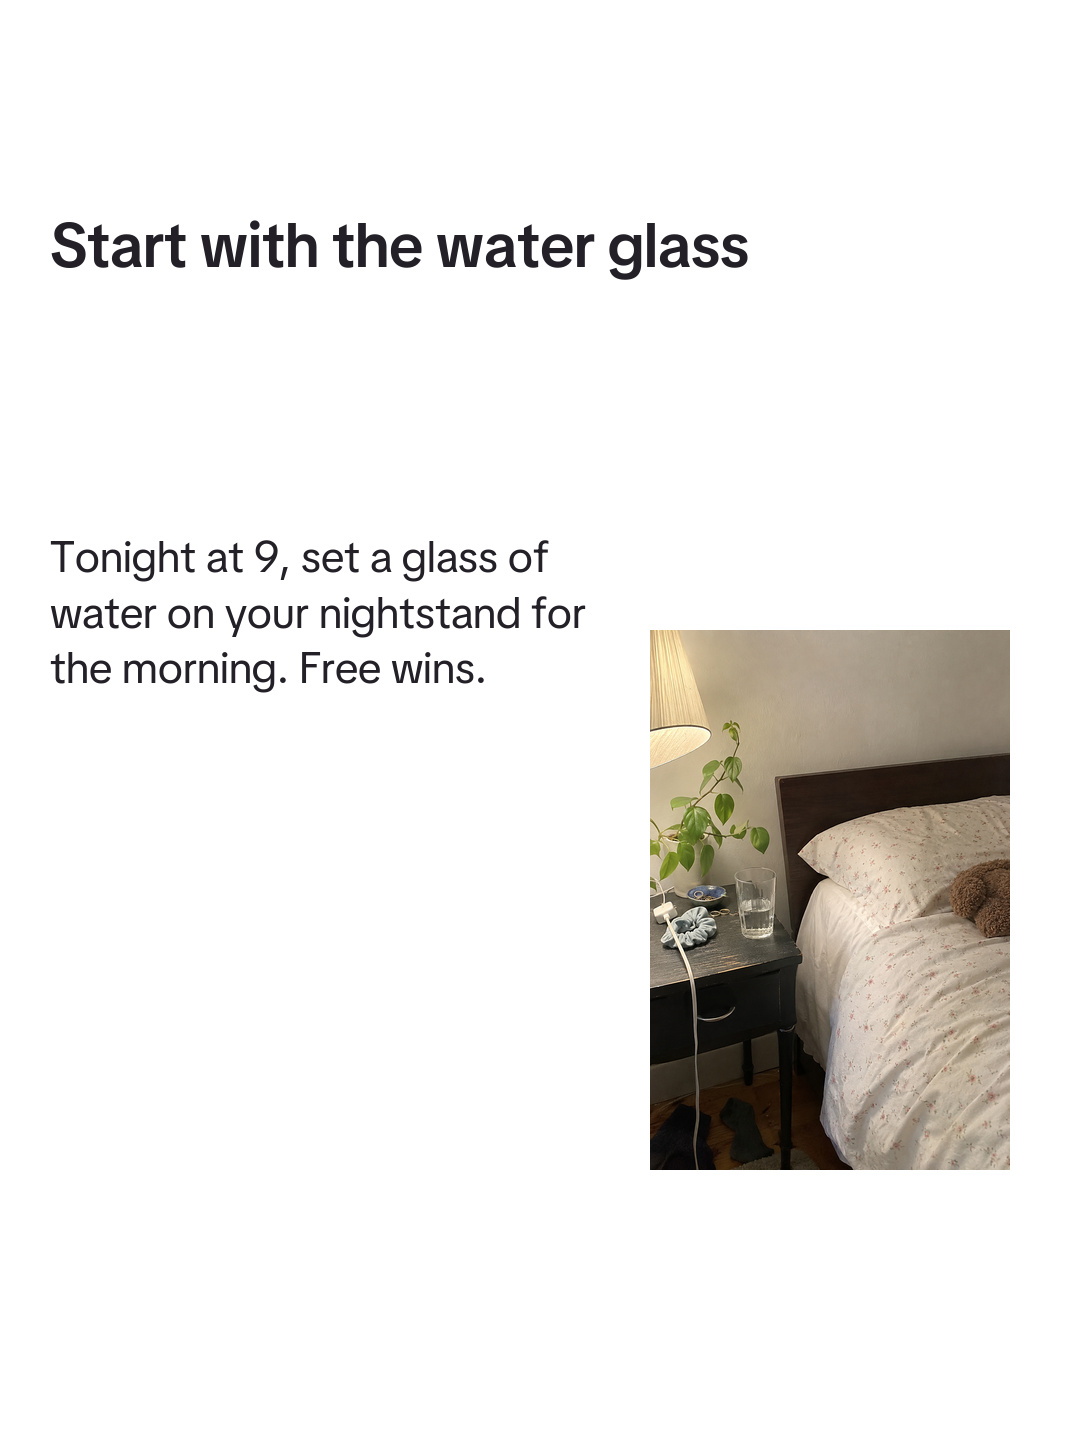 Start with the water glass
Tonight at 9, set a glass of
water on your nightstand for
the morning. Free wins.